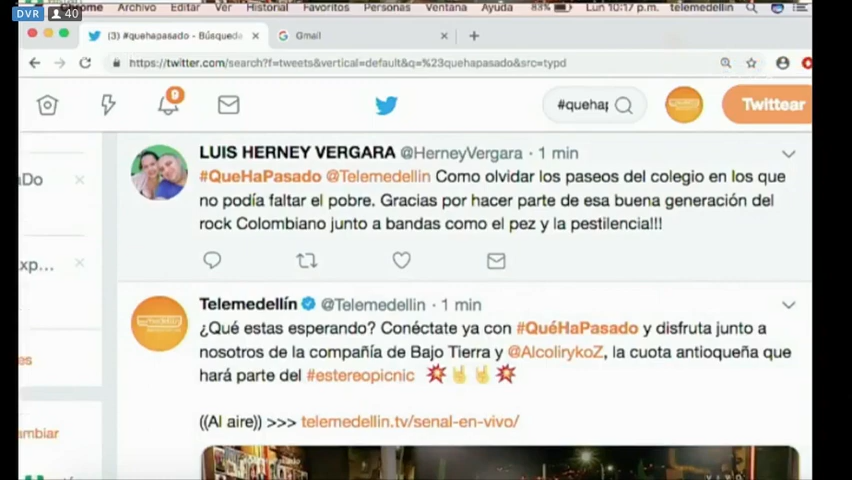 DVR 40
Chrome Archivo Editar Ver Historial Favoritos Personas Ventana Ayuda 83% Lun 10:17 p.m. telemedellin
(3) #quehapasado - Búsqueda × Gmail × +
https://twitter.com/search?f=tweets&vertical=default&q=%23quehapasado&src=typd
9 #quehap Twittear
LUIS HERNEY VERGARA @HerneyVergara · 1 min
#QueHaPasado @Telemedellin Como olvidar los paseos del colegio en los que
no podía faltar el pobre. Gracias por hacer parte de esa buena generación del
rock Colombiano junto a bandas como el pez y la pestilencia!!!
Telemedellín @Telemedellin · 1 min
¿Qué estas esperando? Conéctate ya con #QuéHaPasado y disfruta junto a
nosotros de la compañía de Bajo Tierra y @AlcolirykoZ, la cuota antioqueña que
hará parte del #estereopicnic 💥🤘🤘💥
((Al aire)) >>> telemedellin.tv/senal-en-vivo/
aDo
xp...
es
ambiar